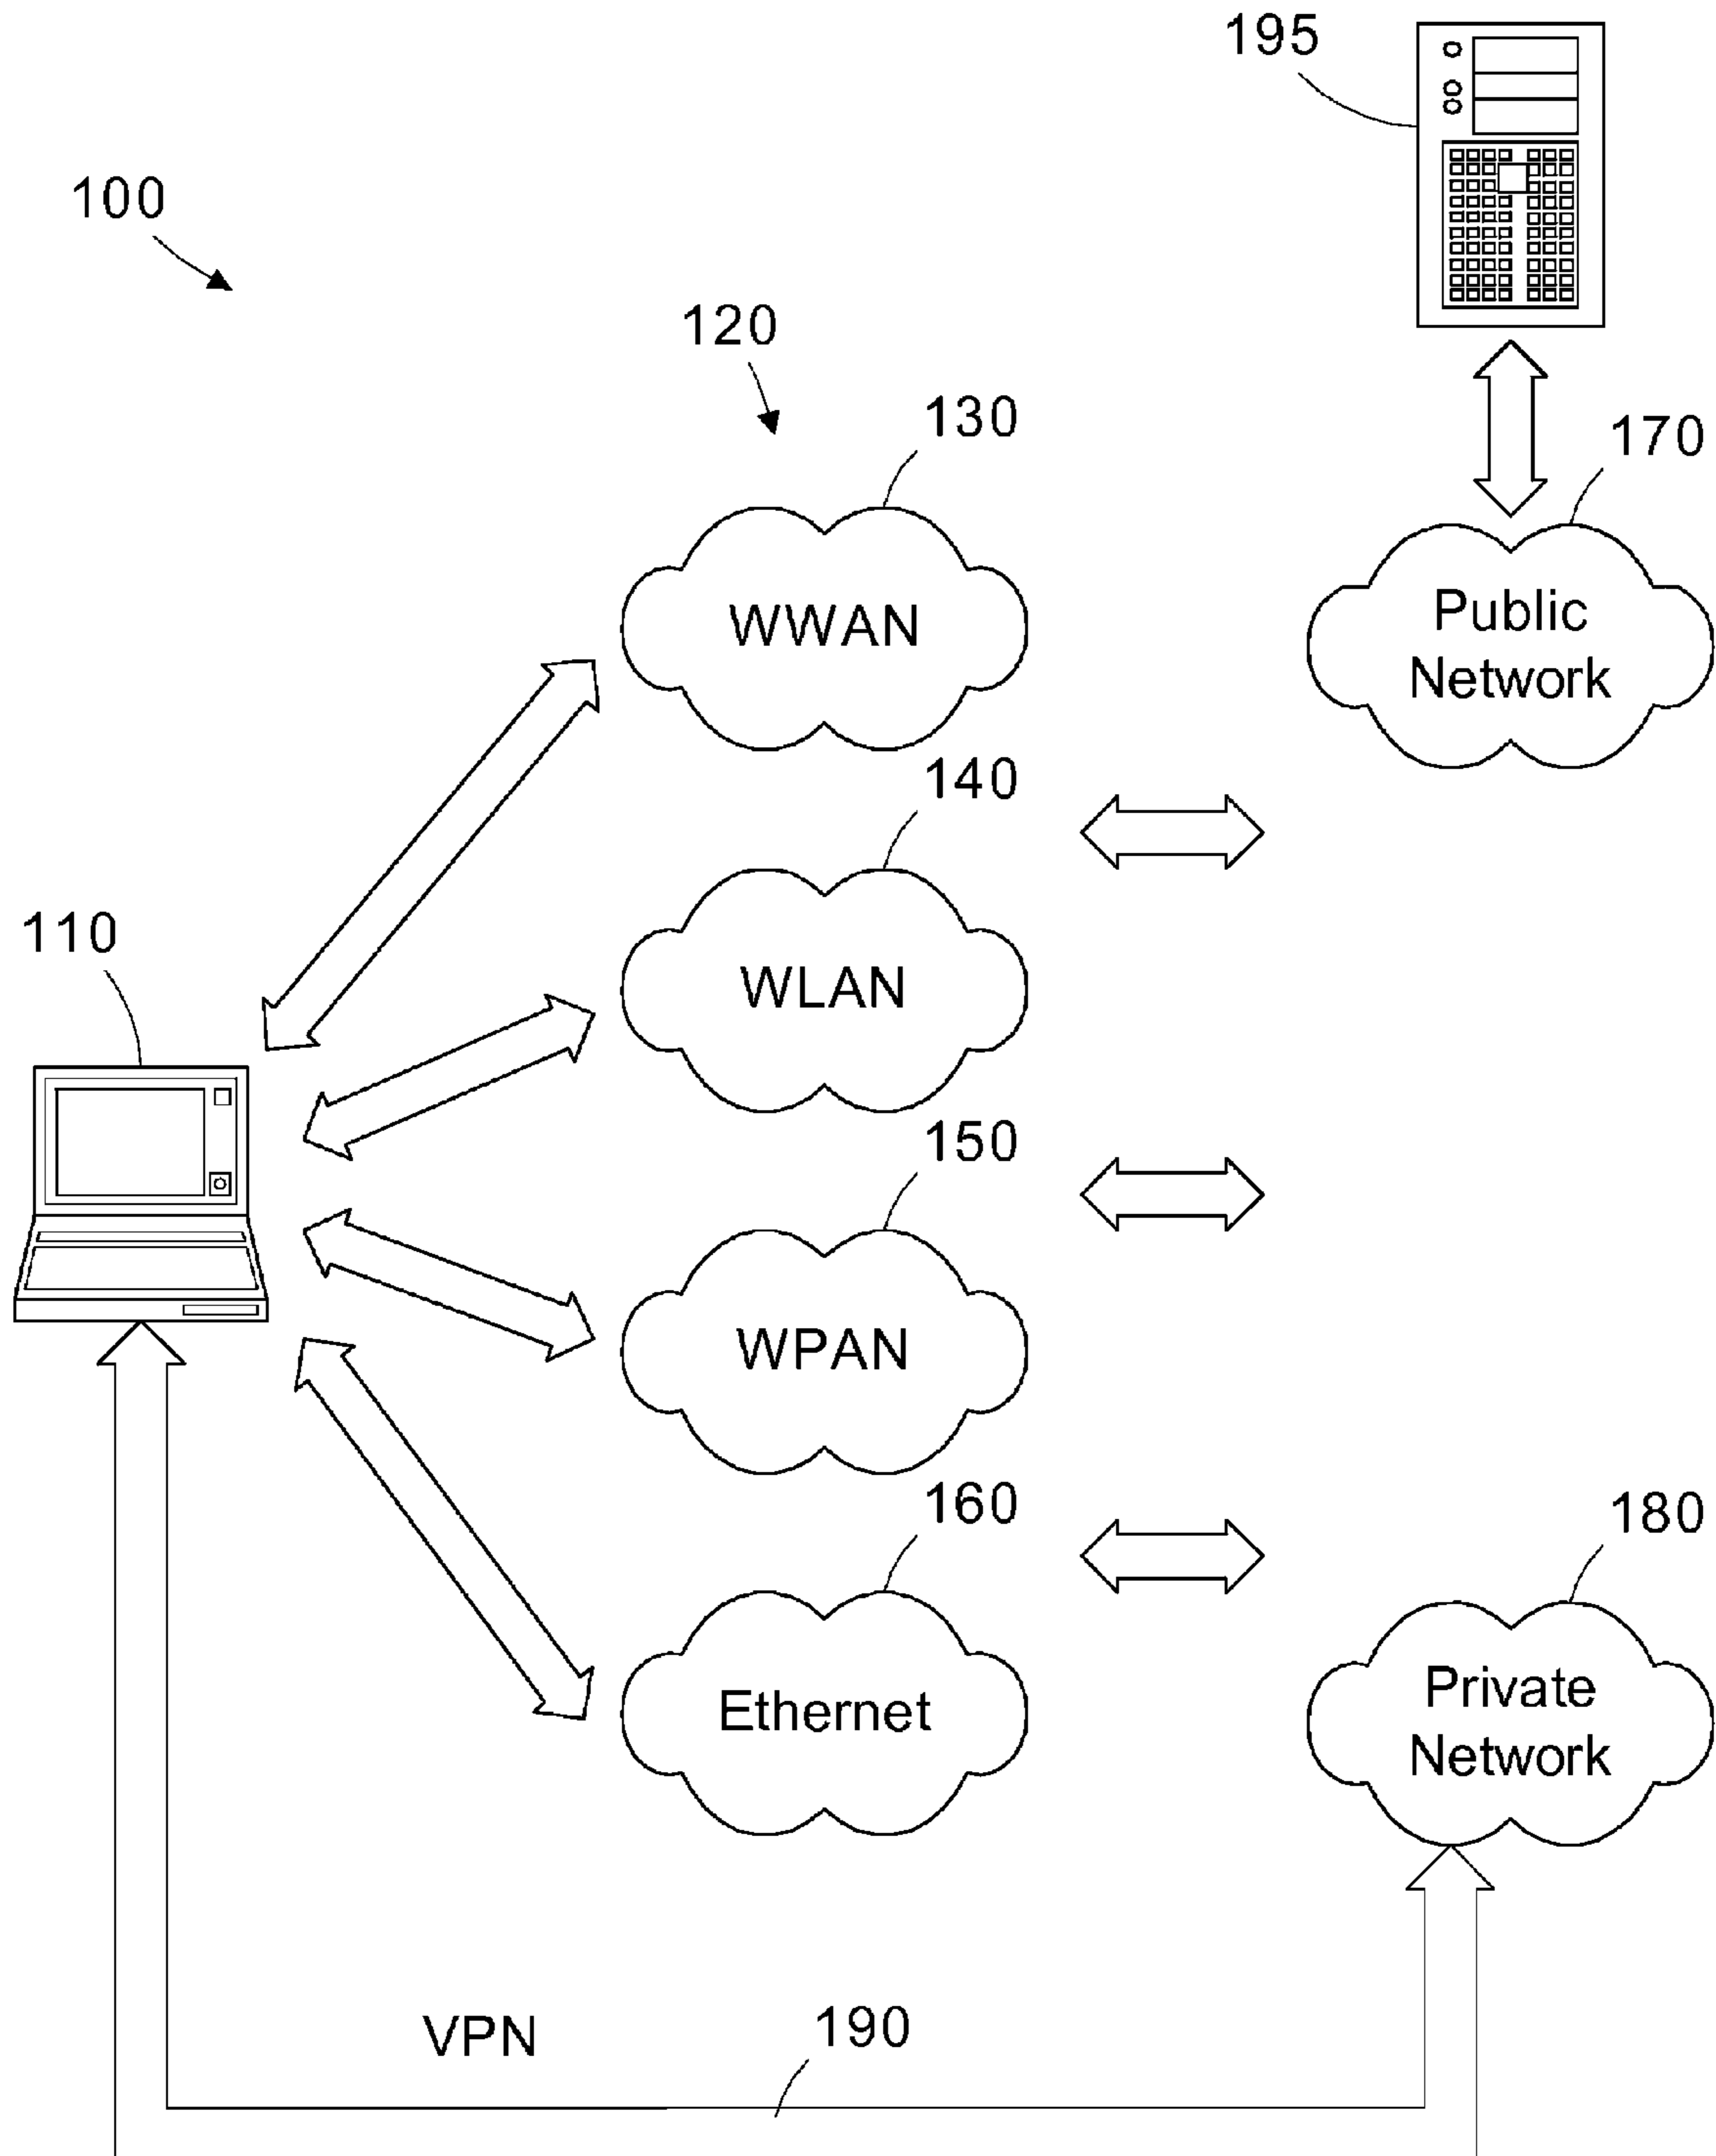 195
100
120
130
170
WWAN
Public
Network
140
110
WLAN
150
WPAN
160
180
Ethernet
Private
Network
VPN
190